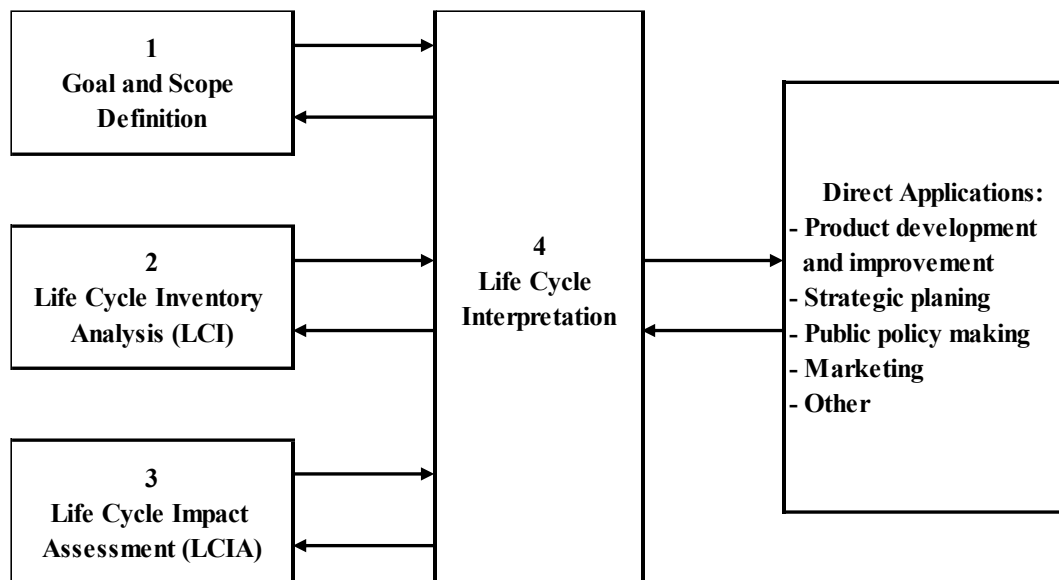 1
Goal and Scope
Definition
2
Life Cycle Inventory
Analysis (LCI)
3
Life Cycle Impact
Assessment (LCIA)
4
Life Cycle
Interpretation
Direct Applications:
- Product development
and improvement
- Strategic planing
- Public policy making
- Marketing
- Other